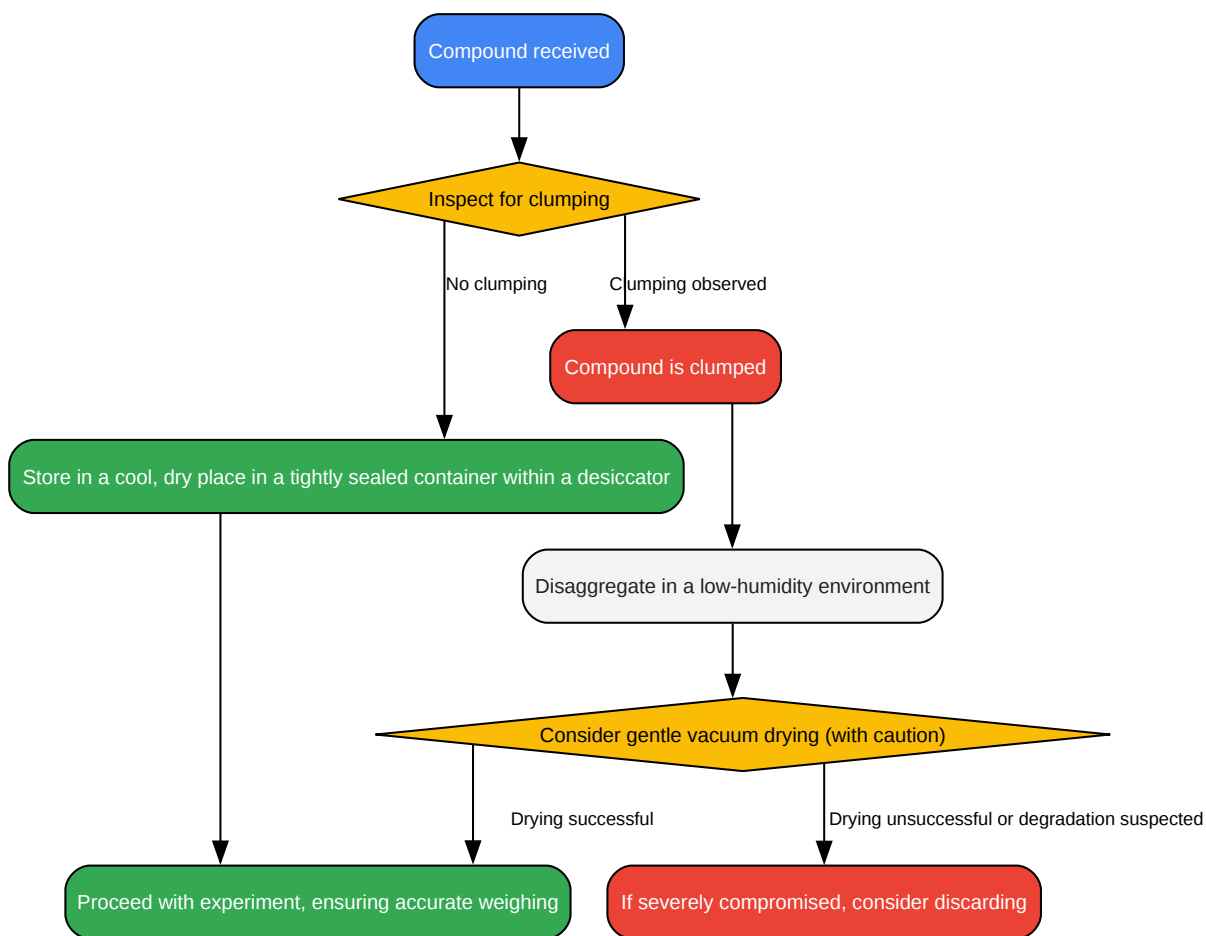 Compound received
Inspect for clumping
No clumping
Clumping observed
Compound is clumped
Store in a cool, dry place in a tightly sealed container within a desiccator
Disaggregate in a low-humidity environment
Consider gentle vacuum drying (with caution)
Drying successful
Drying unsuccessful or degradation suspected
Proceed with experiment, ensuring accurate weighing
If severely compromised, consider discarding